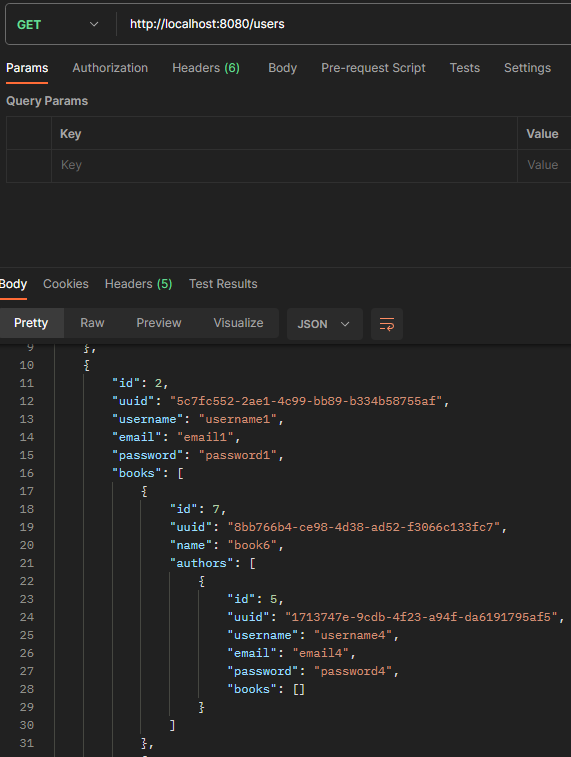 GET http://localhost:8080/users
Params Authorization Headers (6) Body Pre-request Script Tests Settings
Query Params
Key Value
Key Value
Body Cookies Headers (5) Test Results
Pretty Raw Preview Visualize JSON
9 },
10 {
11 "id": 2,
12 "uuid": "5c7fc552-2ae1-4c99-bb89-b334b58755af",
13 "username": "username1",
14 "email": "email1",
15 "password": "password1",
16 "books": [
17 {
18 "id": 7,
19 "uuid": "8bb766b4-ce98-4d38-ad52-f3066c133fc7",
20 "name": "book6",
21 "authors": [
22 {
23 "id": 5,
24 "uuid": "1713747e-9cdb-4f23-a94f-da6191795af5",
25 "username": "username4",
26 "email": "email4",
27 "password": "password4",
28 "books": []
29 }
30 ]
31 },